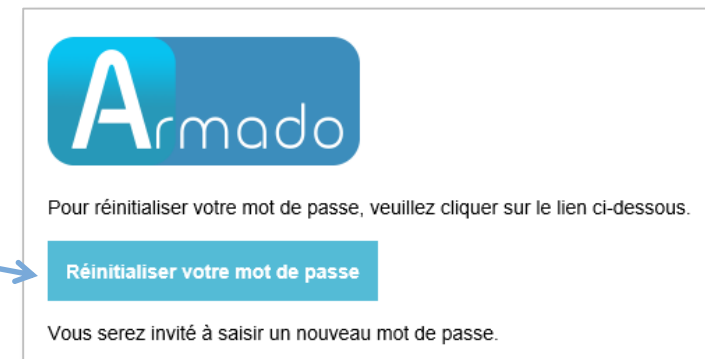 Armado
Pour réinitialiser votre mot de passe, veuillez cliquer sur le lien ci-dessous.
Réinitialiser votre mot de passe
Vous serez invité à saisir un nouveau mot de passe.